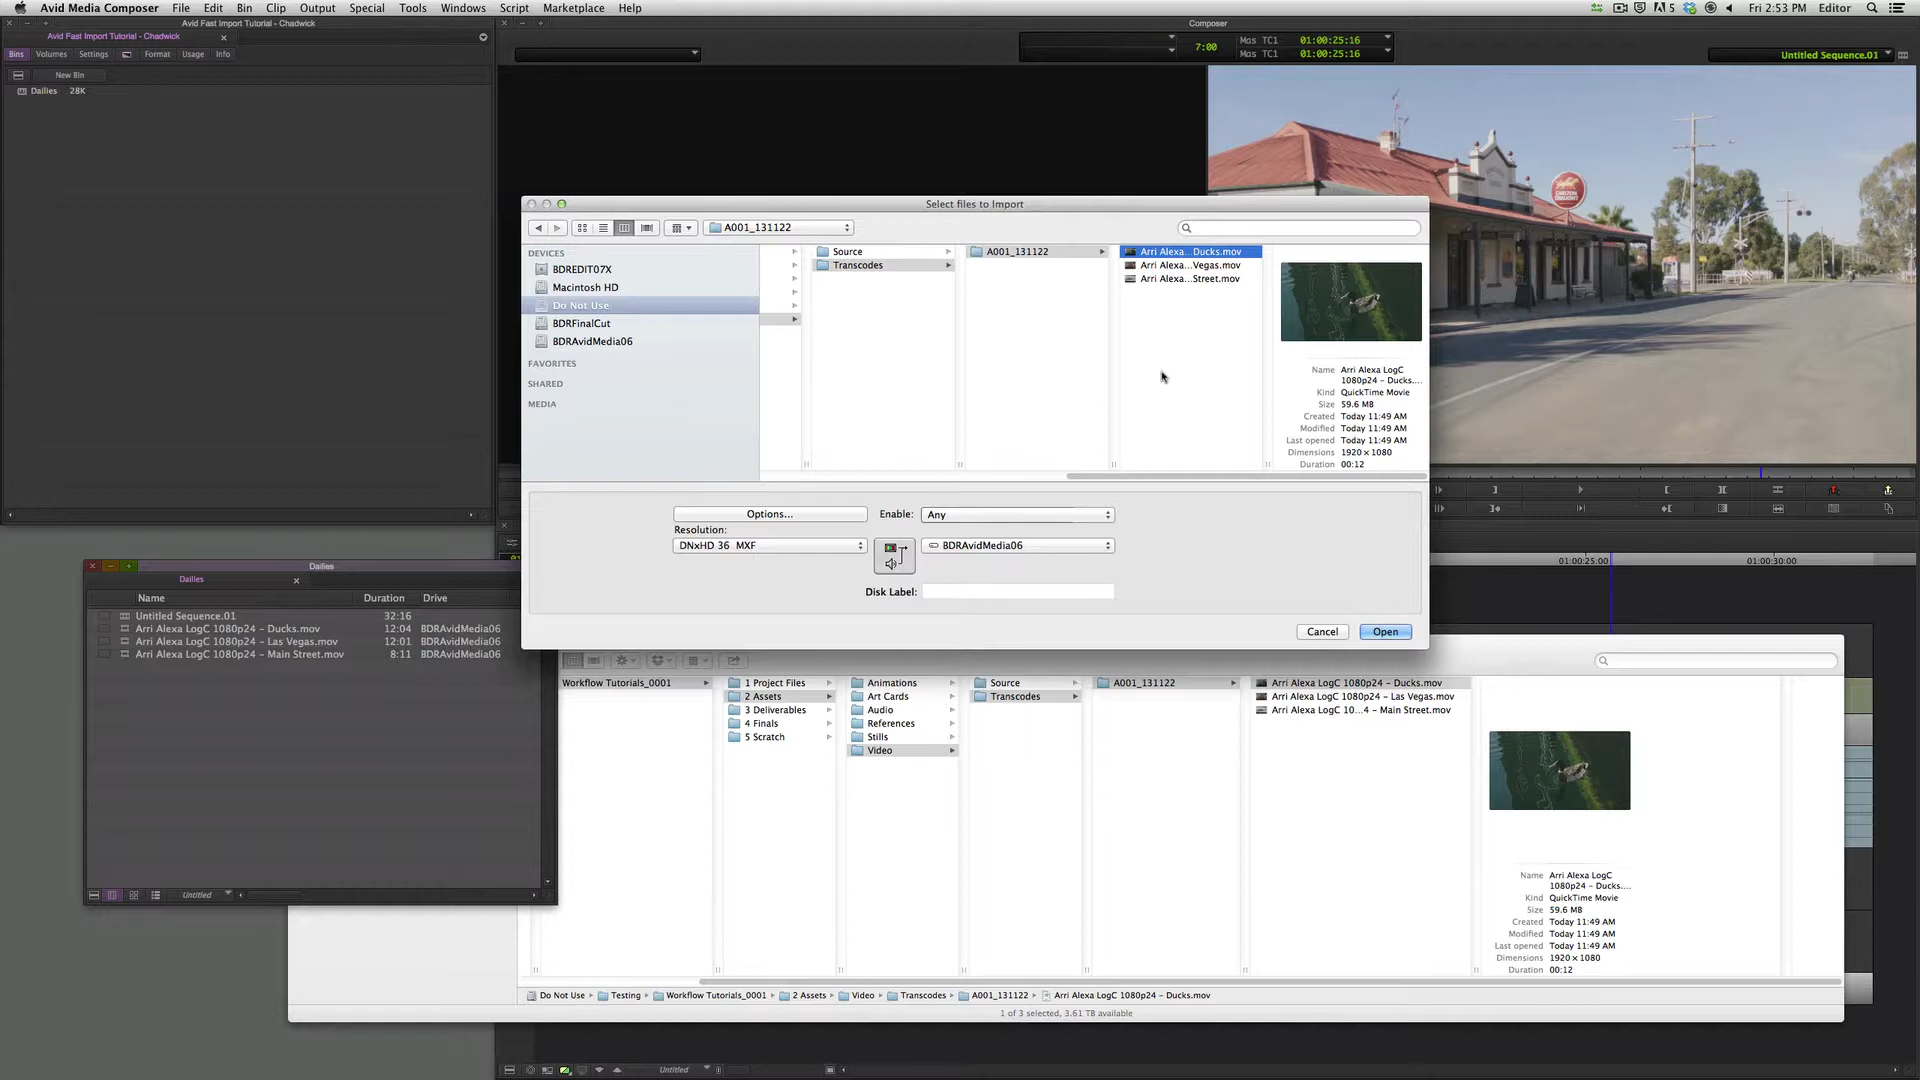 Avid Media Composer File Edit Bin Clip Output Special Tools Windows Script Marketplace Help
5 Fri 2:53 PM Editor
Avid Fast Import Tutorial - Chadwick
Composer
Avid Fast Import Tutorial - Chadwick
Bins Volumes Settings Format Usage Info
7:00
Mas TC1 01:00:25:16
Mas TC1 01:00:25:16
Untitled Sequence.01
New Bin
Dailies 28K
CARLTON
DRAUGHT
Select files to Import
A001_131122
DEVICES
BDREDIT07X
Macintosh HD
Do Not Use
BDRFinalCut
BDRAvidMedia06
FAVORITES
SHARED
MEDIA
Source
Transcodes
A001_131122
Arri Alexa...Ducks.mov
Arri Alexa...Vegas.mov
Arri Alexa...Street.mov
Name Arri Alexa LogC
1080p24 – Ducks....
Kind QuickTime Movie
Size 59.6 MB
Created Today 11:49 AM
Modified Today 11:49 AM
Last opened Today 11:49 AM
Dimensions 1920 × 1080
Duration 00:12
Options...
Enable: Any
Resolution:
DNxHD 36 MXF
BDRAvidMedia06
Disk Label:
Cancel Open
01:00:25:00 01:00:30:00
Dailies
Dailies
Name Duration Drive
Untitled Sequence.01 32:16
Arri Alexa LogC 1080p24 – Ducks.mov 12:04 BDRAvidMedia06
Arri Alexa LogC 1080p24 – Las Vegas.mov 12:01 BDRAvidMedia06
Arri Alexa LogC 1080p24 – Main Street.mov 8:11 BDRAvidMedia06
Untitled
Workflow Tutorials_0001
1 Project Files
2 Assets
3 Deliverables
4 Finals
5 Scratch
Animations
Art Cards
Audio
References
Stills
Video
Source
Transcodes
A001_131122
Arri Alexa LogC 1080p24 – Ducks.mov
Arri Alexa LogC 1080p24 – Las Vegas.mov
Arri Alexa LogC 10...4 – Main Street.mov
Name Arri Alexa LogC
1080p24 – Ducks....
Kind QuickTime Movie
Size 59.6 MB
Created Today 11:49 AM
Modified Today 11:49 AM
Last opened Today 11:49 AM
Dimensions 1920 × 1080
Duration 00:12
Do Not Use Testing Workflow Tutorials_0001 2 Assets Video Transcodes A001_131122 Arri Alexa LogC 1080p24 – Ducks.mov
1 of 3 selected, 3.61 TB available
Untitled